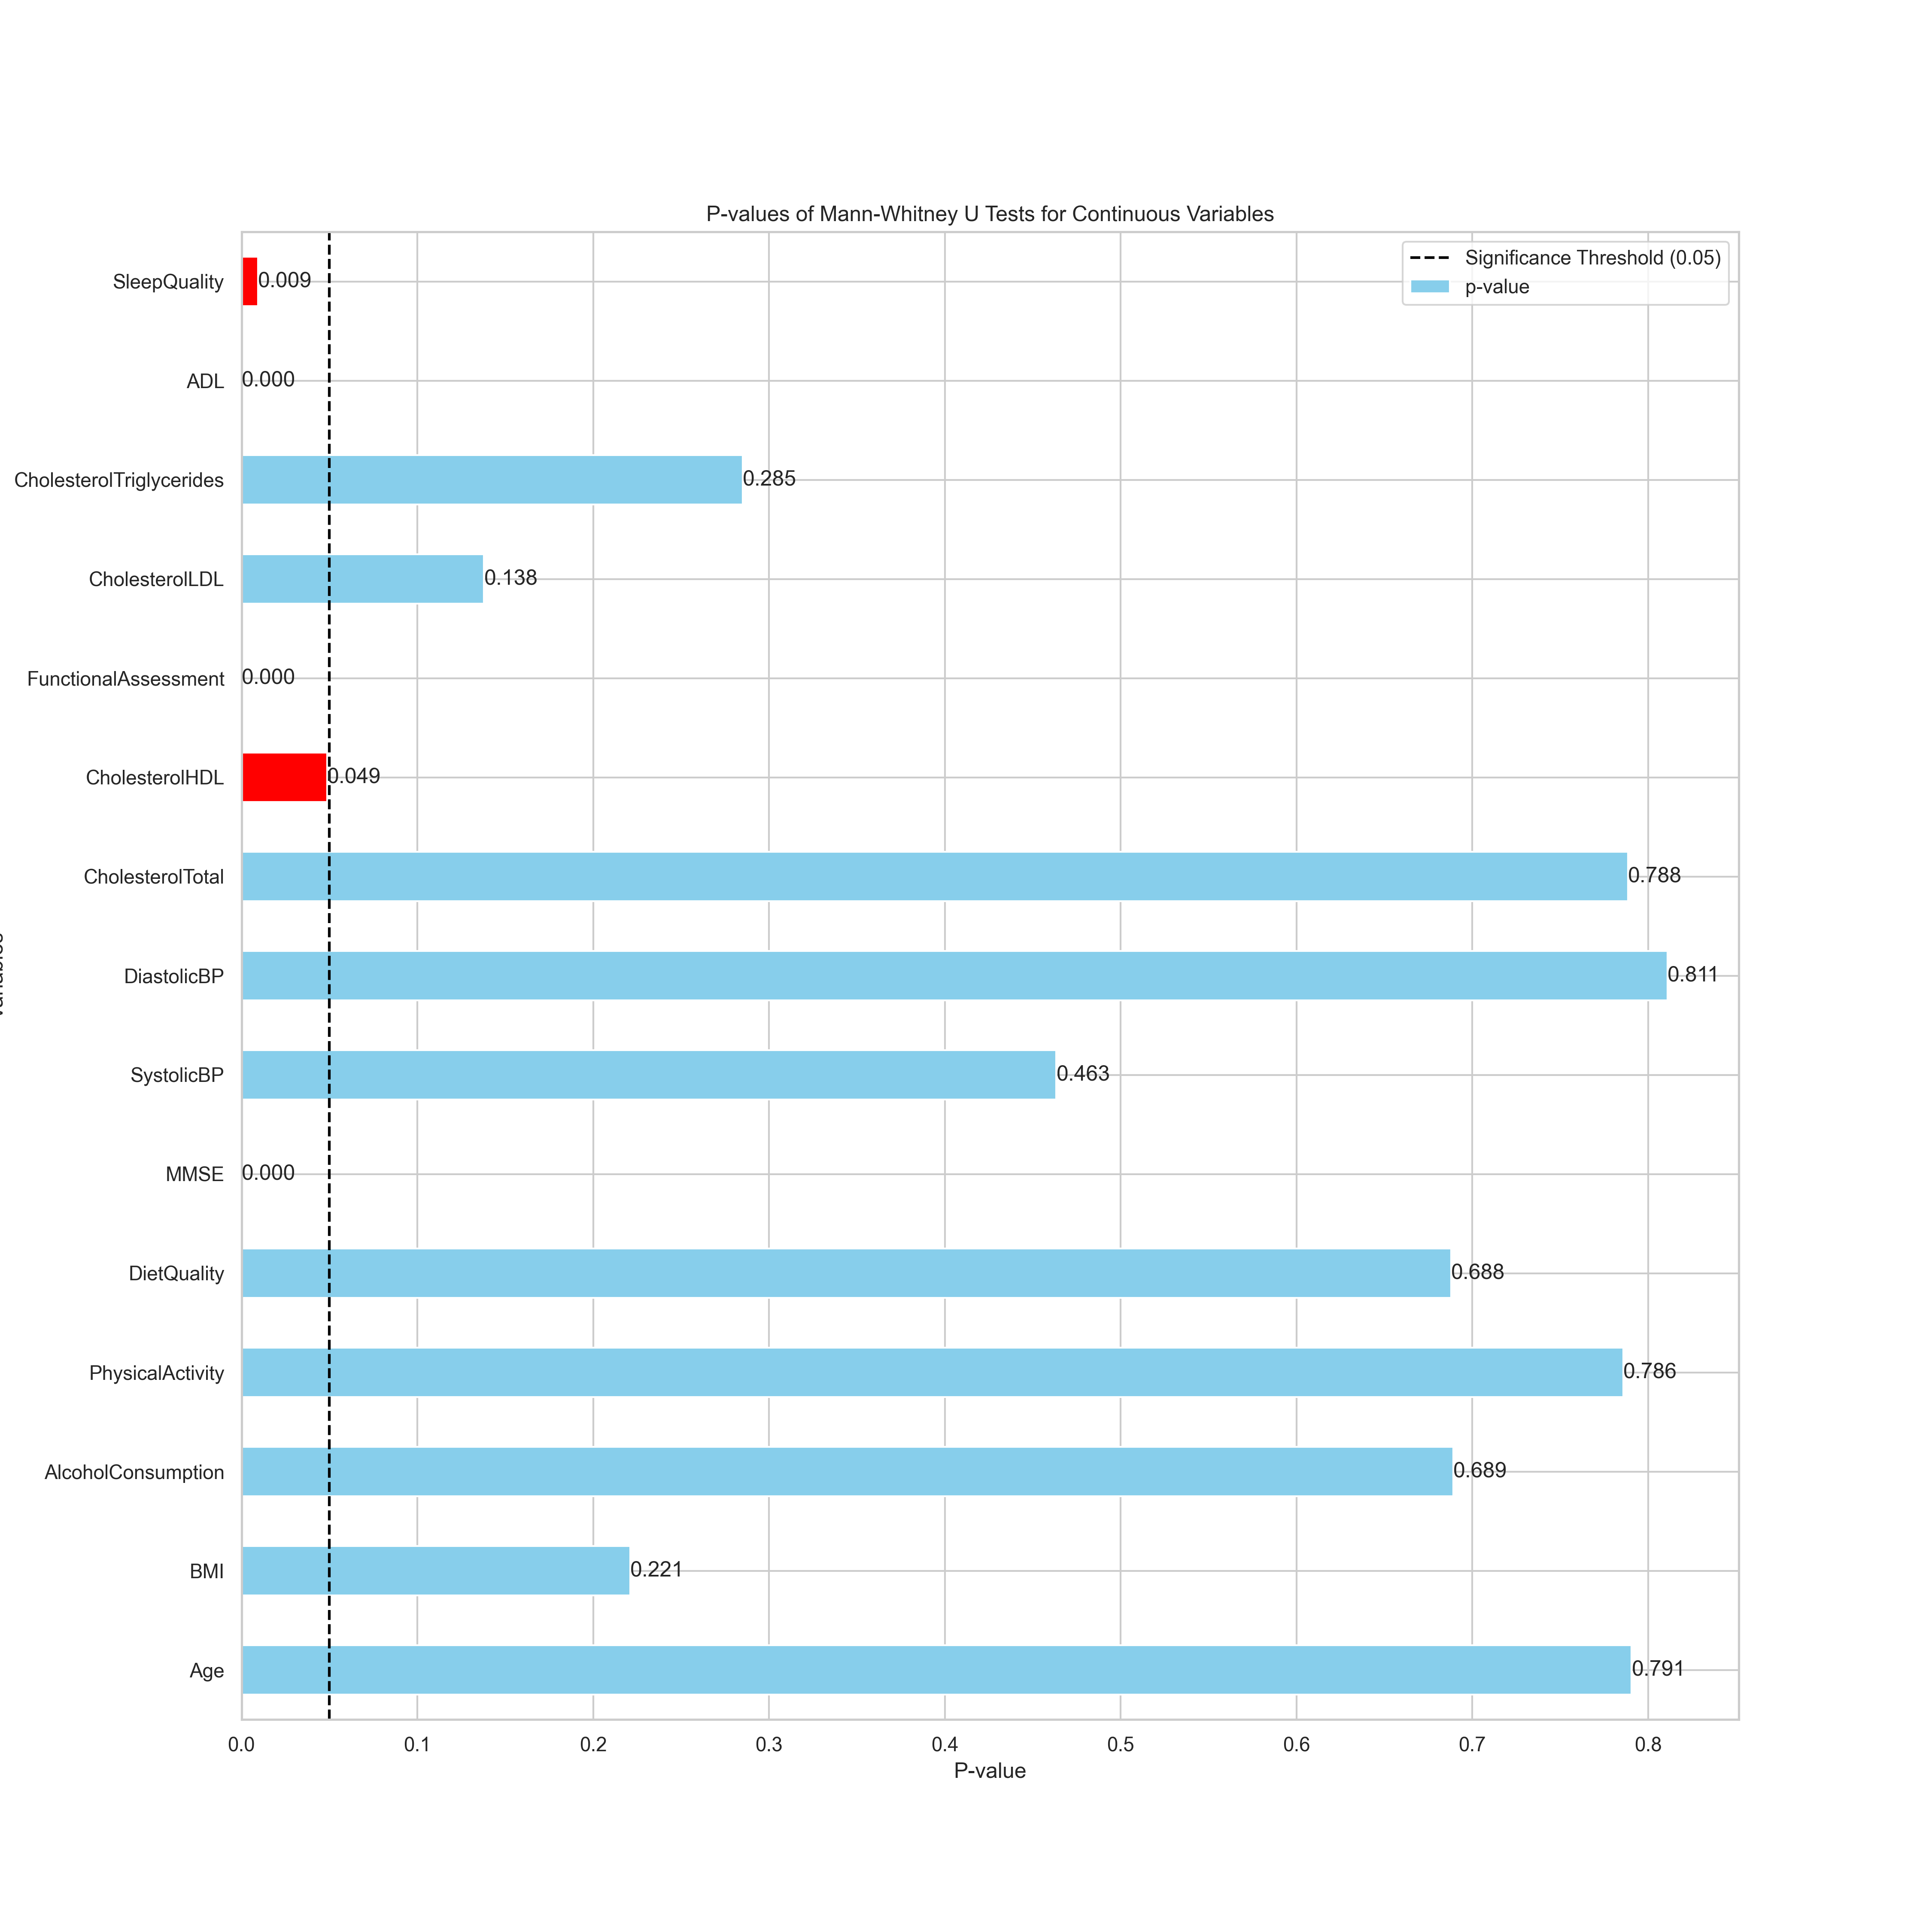 P-values of Mann-Whitney U Tests for Continuous Variables
Significance Threshold (0.05)
p-value
SleepQuality 0.009
ADL 0.000
CholesterolTriglycerides 0.285
CholesterolLDL 0.138
FunctionalAssessment 0.000
CholesterolHDL 0.049
CholesterolTotal 0.788
DiastolicBP 0.811
SystolicBP 0.463
MMSE 0.000
DietQuality 0.688
PhysicalActivity 0.786
AlcoholConsumption 0.689
BMI 0.221
Age 0.791
0.0 0.1 0.2 0.3 0.4 0.5 0.6 0.7 0.8
P-value